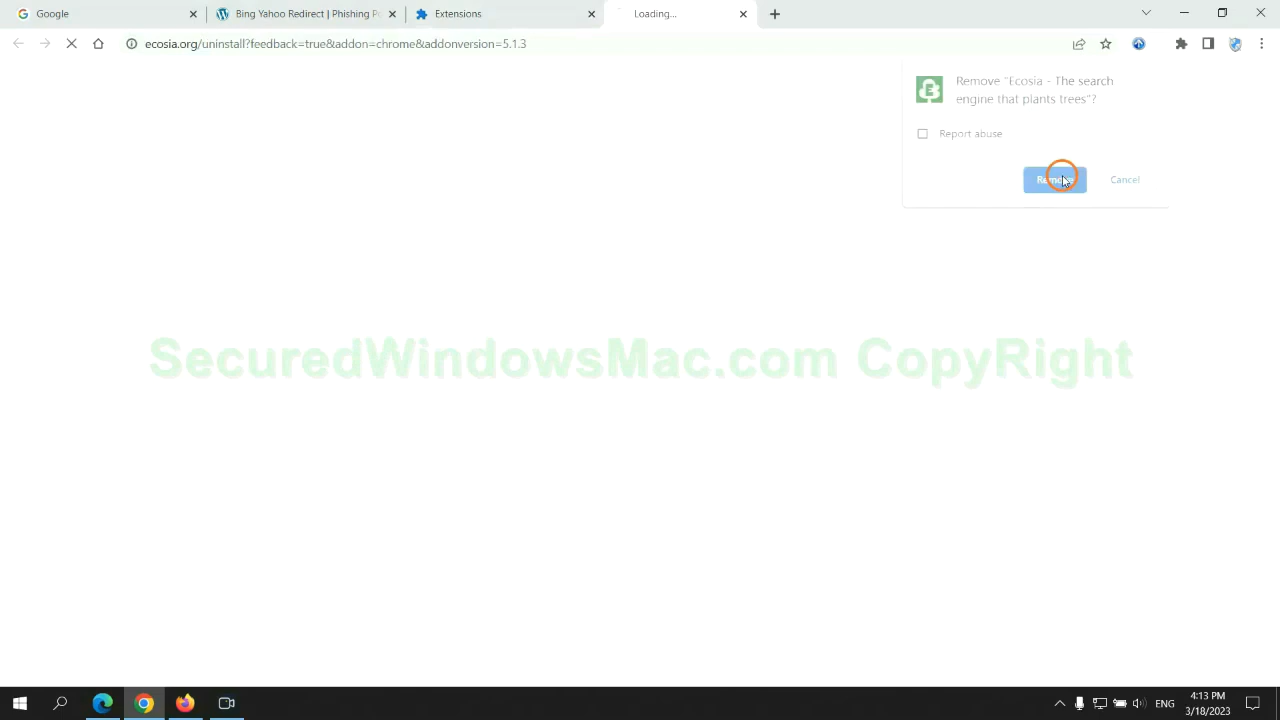 Google
Bing Yahoo Redirect | Phishing Po
Extensions
Loading...
ecosia.org/uninstall?feedback=true&addon=chrome&addonversion=5.1.3
Remove "Ecosia - The search
engine that plants trees"?
Report abuse
Remove
Cancel
SecuredWindowsMac.com CopyRight
ENG
4:13 PM
3/18/2023